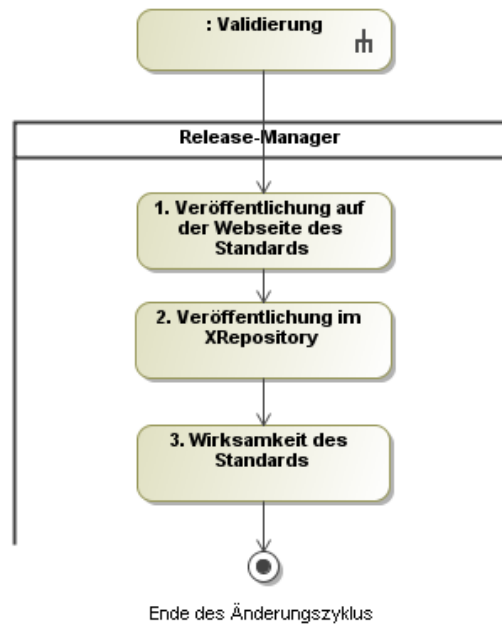 : Validierung
Release-Manager
1. Veröffentlichung auf
der Webseite des
Standards
2. Veröffentlichung im
XRepository
3. Wirksamkeit des
Standards
Ende des Änderungszyklus